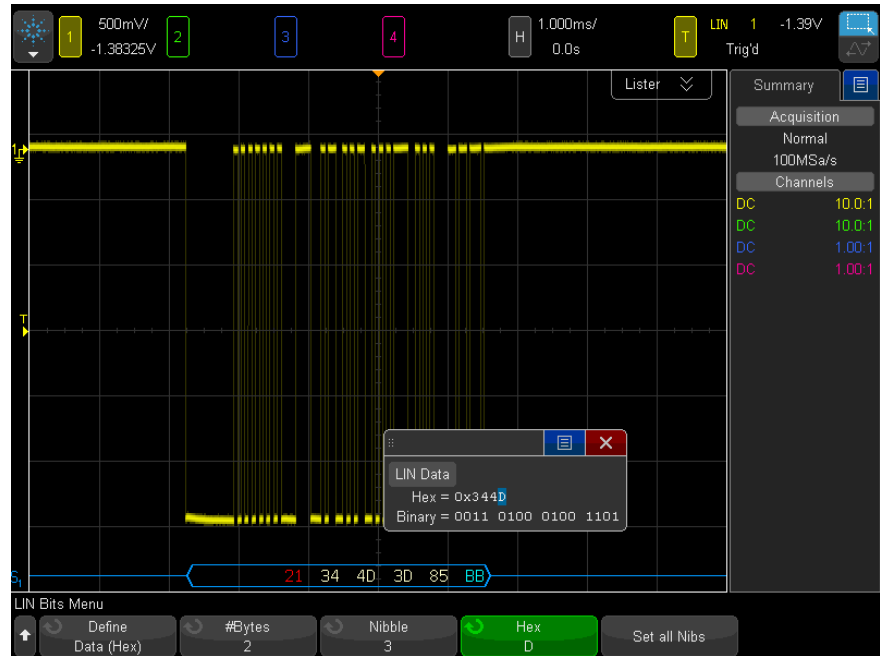 1 500mV/ 2 3 4 H 1.000ms/ T LIN 1 -1.39V
-1.38325V 0.0s Trig'd
Lister
Summary
Acquisition
Normal
100MSa/s
Channels
DC 10.0:1
DC 10.0:1
DC 1.00:1
DC 1.00:1
1
T
LIN Data
Hex = 0x344D
Binary = 0011 0100 0100 1101
S1 21 34 4D 3D 85 BB
LIN Bits Menu
Define #Bytes Nibble Hex Set all Nibs
Data (Hex) 2 3 D